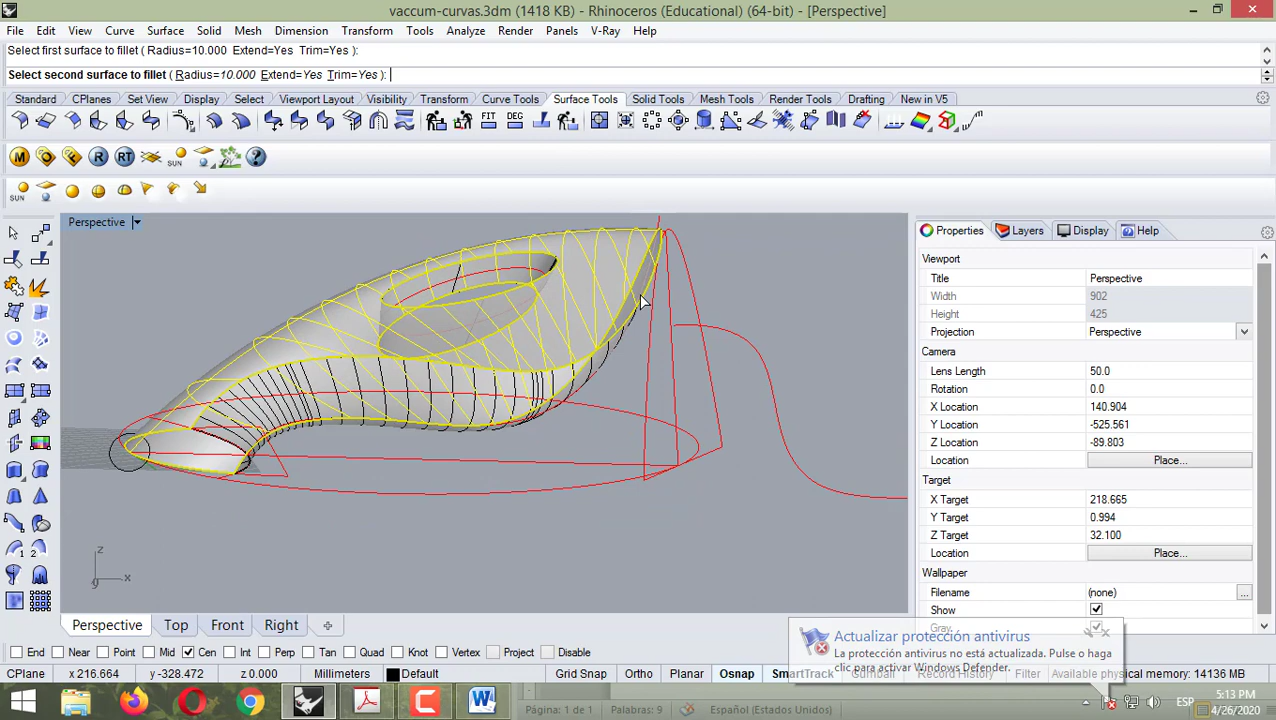 vaccum-curvas.3dm (1418 KB) - Rhinoceros (Educational) (64-bit) - [Perspective]
File Edit View Curve Surface Solid Mesh Dimension Transform Tools Analyze Render Panels V-Ray Help
Select first surface to fillet ( Radius=10.000 Extend=Yes Trim=Yes ):
Select second surface to fillet ( Radius=10.000 Extend=Yes Trim=Yes ):
Standard CPlanes Set View Display Select Viewport Layout Visibility Transform Curve Tools Surface Tools Solid Tools Mesh Tools Render Tools Drafting New in V5
FIT DEG
M R RT SUN
SUN
Perspective
Properties Layers Display Help
Viewport
Title Perspective
Width 902
Height 425
Projection Perspective
Camera
Lens Length 50.0
Rotation 0.0
X Location 140.904
Y Location -525.561
Z Location -89.803
Location Place...
Target
X Target 218.665
Y Target 0.994
Z Target 32.100
Location Place...
Wallpaper
Filename (none) ...
Show
Gray
z
y x
Perspective Top Front Right
End Near Point Mid Cen Int Perp Tan Quad Knot Vertex Project Disable
Actualizar protección antivirus
La protección antivirus no está actualizada. Pulse o haga
clic para activar Windows Defender.
CPlane x 216.664 y -328.472 z 0.000 Millimeters Default Grid Snap Ortho Planar Osnap SmartTrack Gumball Record History Filter Available physical memory: 14136 MB
Página: 1 de 1 Palabras: 9 Español (Estados Unidos)
ESP
5:13 PM
4/26/2020